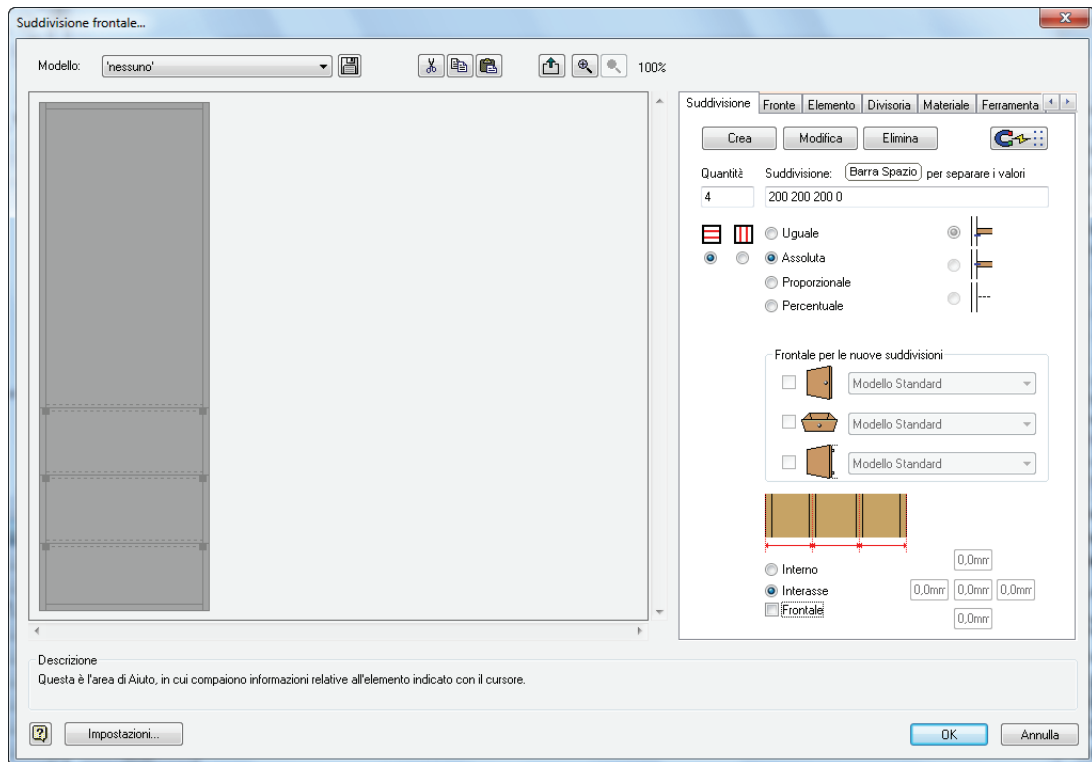 Suddivisione frontale...
Modello: 'nessuno' 100%
Suddivisione Fronte Elemento Divisoria Materiale Ferramenta
Crea Modifica Elimina
Quantità Suddivisione: Barra Spazio per separare i valori
4 200 200 200 0
Uguale
Assoluta
Proporzionale
Percentuale
Frontale per le nuove suddivisioni
Modello Standard
Modello Standard
Modello Standard
Interno
0,0mm
Interasse
0,0mm 0,0mm 0,0mm
Frontale
0,0mm
Descrizione
Questa è l'area di Aiuto, in cui compaiono informazioni relative all'elemento indicato con il cursore.
Impostazioni... OK Annulla